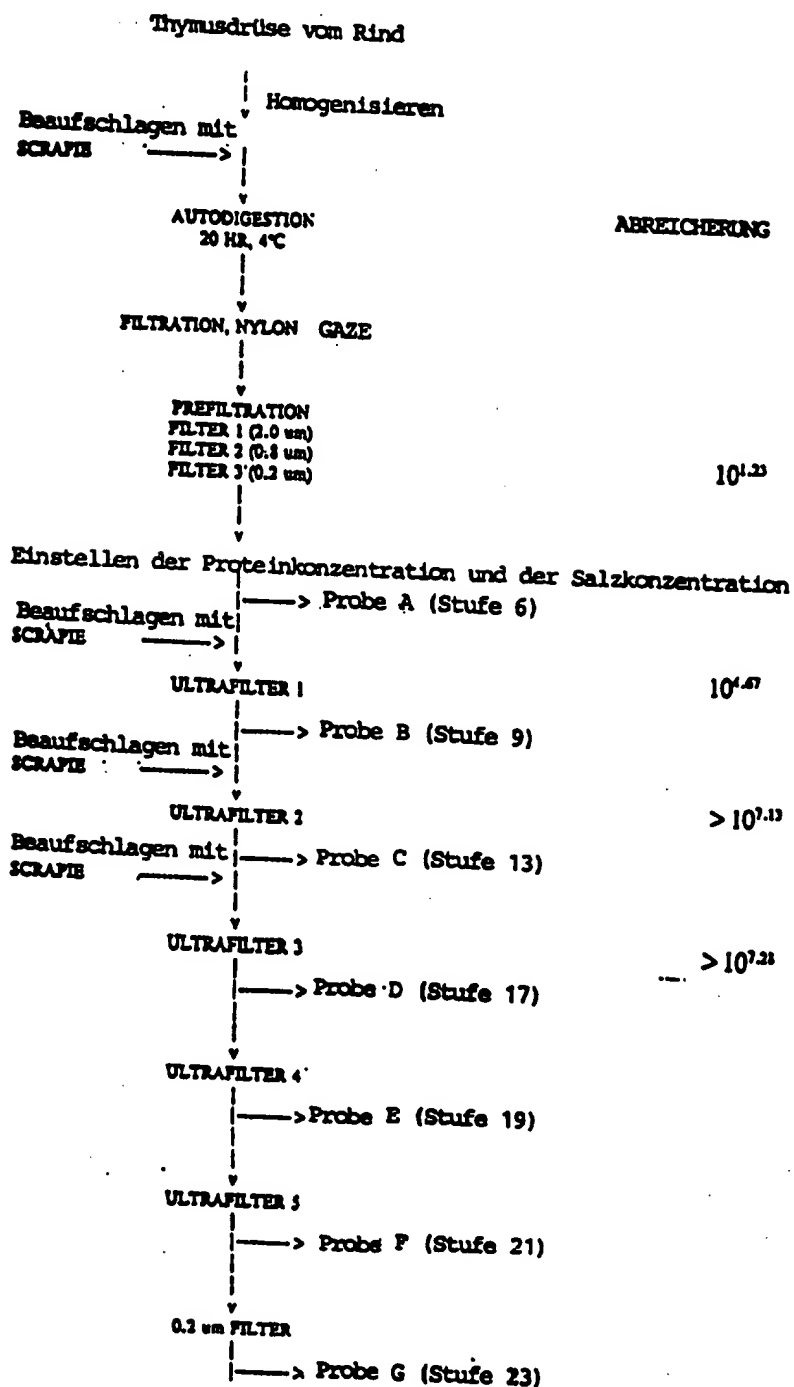 Thymusdrüse vom Rind
Homogenisieren
Beaufschlagen mit
SCRAPIE
AUTODIGESTION
20 HR, 4°C
ABREICHERUNG
FILTRATION, NYLON GAZE
PREFILTRATION
FILTER 1 (2.0 um)
FILTER 2 (0.8 um)
FILTER 3 (0.2 um)
10^1.23
Einstellen der Proteinkonzentration und der Salzkonzentration
Probe A (Stufe 6)
Beaufschlagen mit
SCRAPIE
ULTRAFILTER 1
10^4.67
Probe B (Stufe 9)
Beaufschlagen mit
SCRAPIE
ULTRAFILTER 2
> 10^7.13
Beaufschlagen mit
Probe C (Stufe 13)
SCRAPIE
ULTRAFILTER 3
> 10^7.28
Probe D (Stufe 17)
ULTRAFILTER 4
Probe E (Stufe 19)
ULTRAFILTER 5
Probe F (Stufe 21)
0.2 um FILTER
Probe G (Stufe 23)